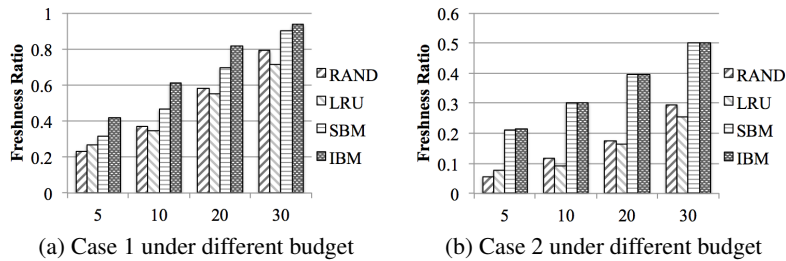 Freshness Ratio
1
0.8
0.6
0.4
0.2
0
5 10 20 30
RAND
LRU
SBM
IBM
(a) Case 1 under different budget
Freshness Ratio
0.6
0.5
0.4
0.3
0.2
0.1
0
5 10 20 30
RAND
LRU
SBM
IBM
(b) Case 2 under different budget